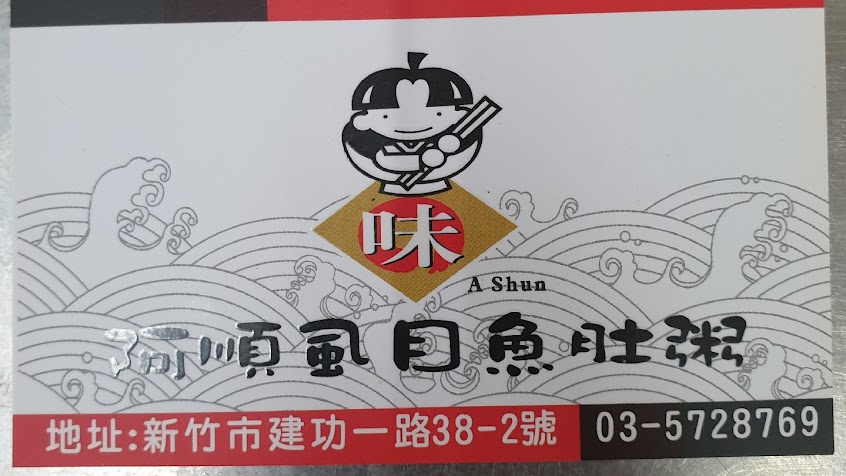 味
A Shun
阿順虱目魚肚粥
地址:新竹市建功一路38-2號
03-5728769